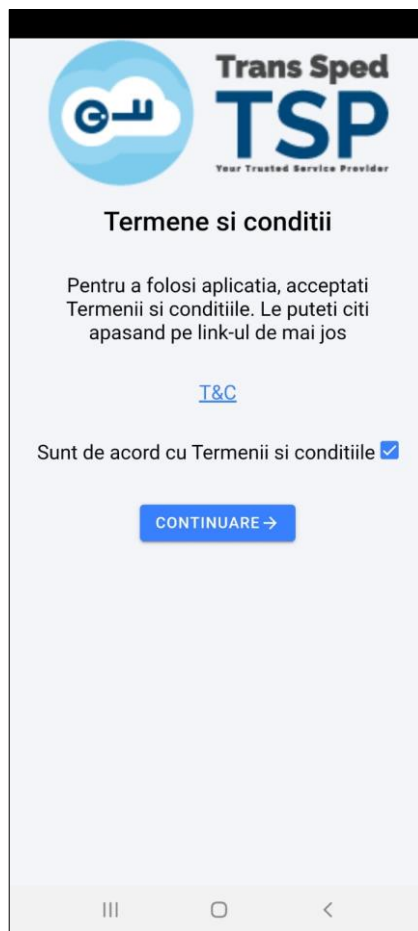 Trans Sped
TSP
Your Trusted Service Provider
Termene si conditii
Pentru a folosi aplicatia, acceptati
Termenii si conditiile. Le puteti citi
apasand pe link-ul de mai jos
T&C
Sunt de acord cu Termenii si conditiile
CONTINUARE →